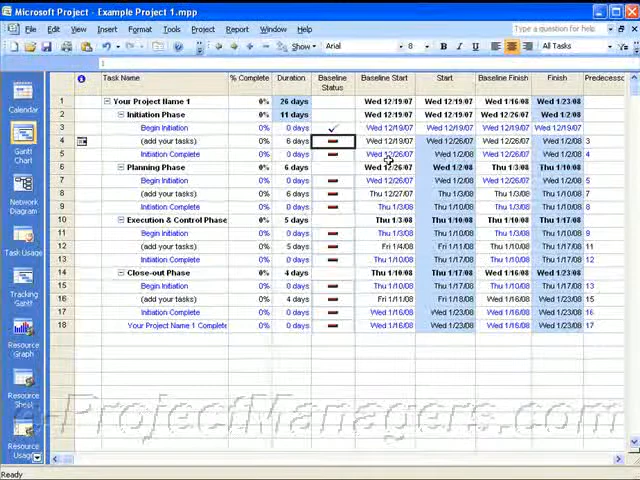 Microsoft Project - Example Project 1.mpp
File Edit View Insert Format Tools Project Report Window Help Type a question for help
Show Arial 8 B I U All Tasks
1
Task Name % Complete Duration Baseline Status Baseline Start Start Baseline Finish Finish Predecesso
1 Your Project Name 1 0% 26 days Wed 12/19/07 Wed 12/19/07 Wed 1/16/08 Wed 1/23/08
2 Initiation Phase 0% 11 days Wed 12/19/07 Wed 12/19/07 Wed 12/26/07 Wed 1/2/08
3 Begin Initiation 0% 0 days Wed 12/19/07 Wed 12/19/07 Wed 12/19/07 Wed 12/19/07
4 (add your tasks) 0% 6 days Wed 12/19/07 Wed 12/26/07 Wed 12/26/07 Wed 1/2/08 3
5 Initiation Complete 0% 0 days Wed 12/26/07 Wed 1/2/08 Wed 12/26/07 Wed 1/2/08 4
6 Planning Phase 0% 6 days Wed 12/26/07 Wed 1/2/08 Thu 1/3/08 Thu 1/10/08
7 Begin Initiation 0% 0 days Wed 12/26/07 Wed 1/2/08 Wed 12/26/07 Wed 1/2/08 5
8 (add your tasks) 0% 6 days Thu 12/27/07 Thu 1/3/08 Thu 1/3/08 Thu 1/10/08 7
9 Initiation Complete 0% 0 days Thu 1/3/08 Thu 1/10/08 Thu 1/3/08 Thu 1/10/08 8
10 Execution & Control Phase 0% 5 days Thu 1/3/08 Thu 1/10/08 Thu 1/10/08 Thu 1/17/08
11 Begin Initiation 0% 0 days Thu 1/3/08 Thu 1/10/08 Thu 1/3/08 Thu 1/10/08 9
12 (add your tasks) 0% 5 days Fri 1/4/08 Fri 1/11/08 Thu 1/10/08 Thu 1/17/08 11
13 Initiation Complete 0% 0 days Thu 1/10/08 Thu 1/17/08 Thu 1/10/08 Thu 1/17/08 12
14 Close-out Phase 0% 4 days Thu 1/10/08 Thu 1/17/08 Wed 1/16/08 Wed 1/23/08
15 Begin Initiation 0% 0 days Thu 1/10/08 Thu 1/17/08 Thu 1/10/08 Thu 1/17/08 13
16 (add your tasks) 0% 4 days Fri 1/11/08 Fri 1/18/08 Wed 1/16/08 Wed 1/23/08 15
17 Initiation Complete 0% 0 days Wed 1/16/08 Wed 1/23/08 Wed 1/16/08 Wed 1/23/08 16
18 Your Project Name 1 Complete 0% 0 days Wed 1/16/08 Wed 1/23/08 Wed 1/16/08 Wed 1/23/08 17
Calendar
Gantt Chart
Network Diagram
Task Usage
Tracking Gantt
Resource Graph
Resource Sheet
Resource Usage
e-ProjectManagers.com
Ready